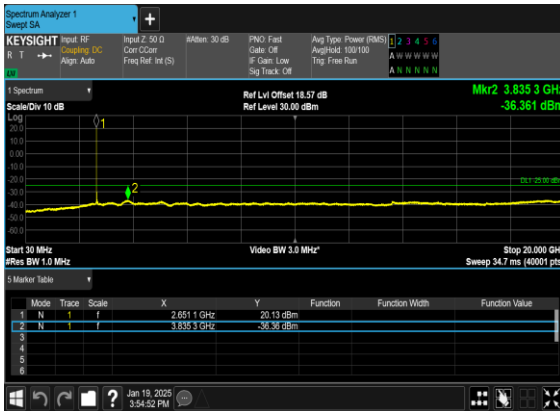 Spectrum Analyzer 1
Swept SA
KEYSIGHT Input: RF Input Z: 50 Ω #Atten: 30 dB PNO: Fast Avg Type: Power (RMS) 1 2 3 4 5 6
R T Coupling: DC Corr CCorr Gate: Off Avg|Hold: 100/100 A W W W W W
Align: Auto Freq Ref: Int (S) IF Gain: Low Trig: Free Run
Sig Track: Off A N N N N N
1 Spectrum Ref Lvl Offset 18.57 dB Mkr2 3.835 3 GHz
Scale/Div 10 dB Ref Level 30.00 dBm -36.361 dBm
Log
20.0 1
10.0
0.00
-10.0
-20.0 DL1 -25.00 dBm
-30.0 2
-40.0
-50.0
-60.0
Start 30 MHz Video BW 3.0 MHz* Stop 20.000 GHz
#Res BW 1.0 MHz Sweep 34.7 ms (40001 pts)
5 Marker Table
Mode Trace Scale X Y Function Function Width Function Value
1 N 1 f 2.651 1 GHz 20.13 dBm
2 N 1 f 3.835 3 GHz -36.36 dBm
3
4
5
6
? Jan 19, 2025
3:54:52 PM